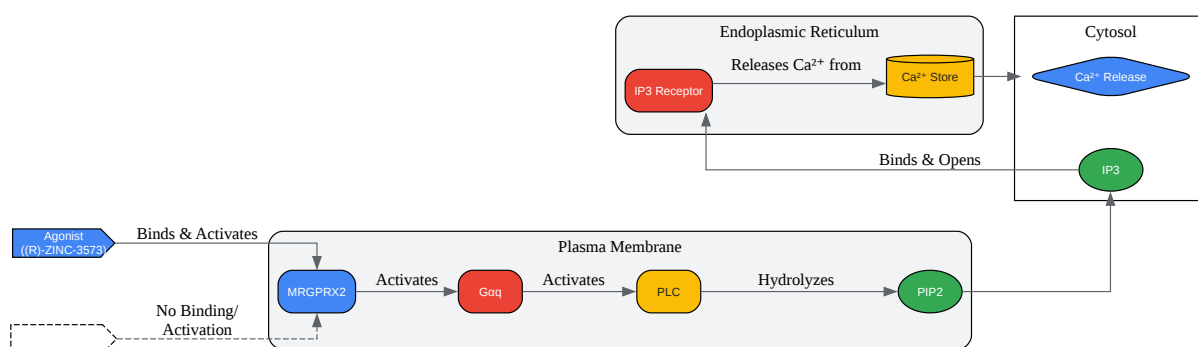 Endoplasmic Reticulum
Cytosol
Releases Ca²⁺ from
IP3 Receptor
Ca²⁺ Store
Ca²⁺ Release
Binds & Opens
IP3
Agonist
((R)-ZINC-3573)
Binds & Activates
Plasma Membrane
MRGPRX2
Activates
Gαq
Activates
PLC
Hydrolyzes
PIP2
No Binding/
Activation